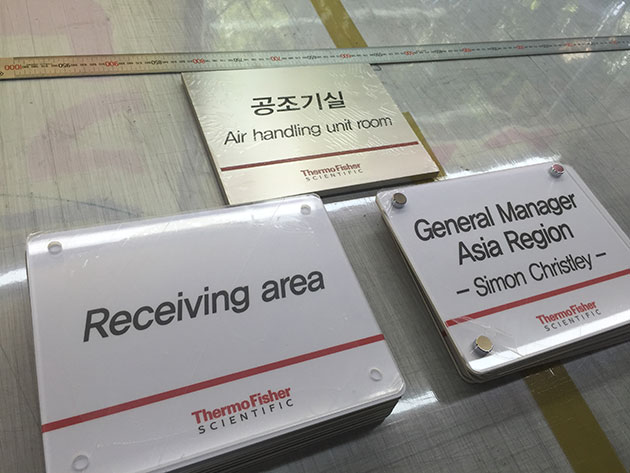 공조기실
Air handling unit room
ThermoFisher
SCIENTIFIC
General Manager
Asia Region
– Simon Christley –
ThermoFisher
SCIENTIFIC
Receiving area
ThermoFisher
SCIENTIFIC